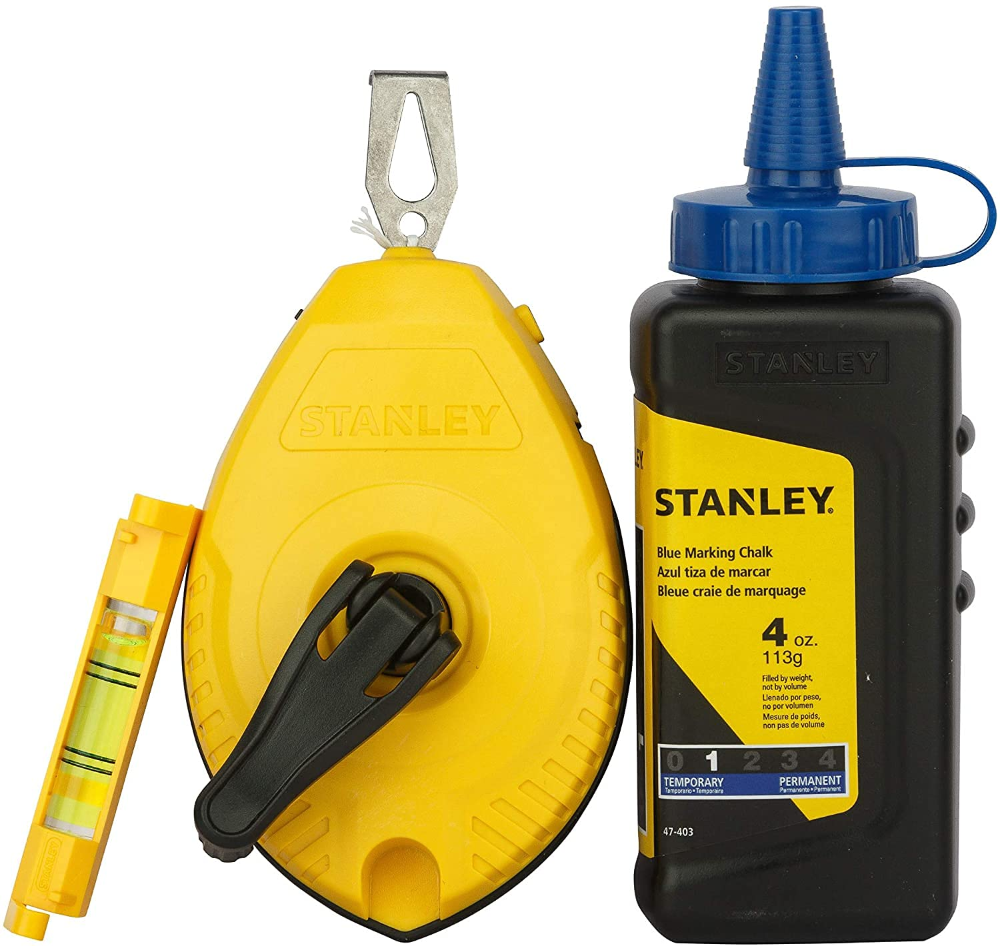 STANLEY
STANLEY
STANLEY
LEY.
STANLEY®
Blue Marking Chalk
Azul tiza de marcar
Bleue craie de marquage
4 oz.
113g
Filled by weight,
not by volume
Llenado por peso,
no por volumen
Mesure de poids,
non pas de volume
0 1 2 3 4
TEMPORARY PERMANENT
Temporario • Temporaire Permanente • Permanent
47-403